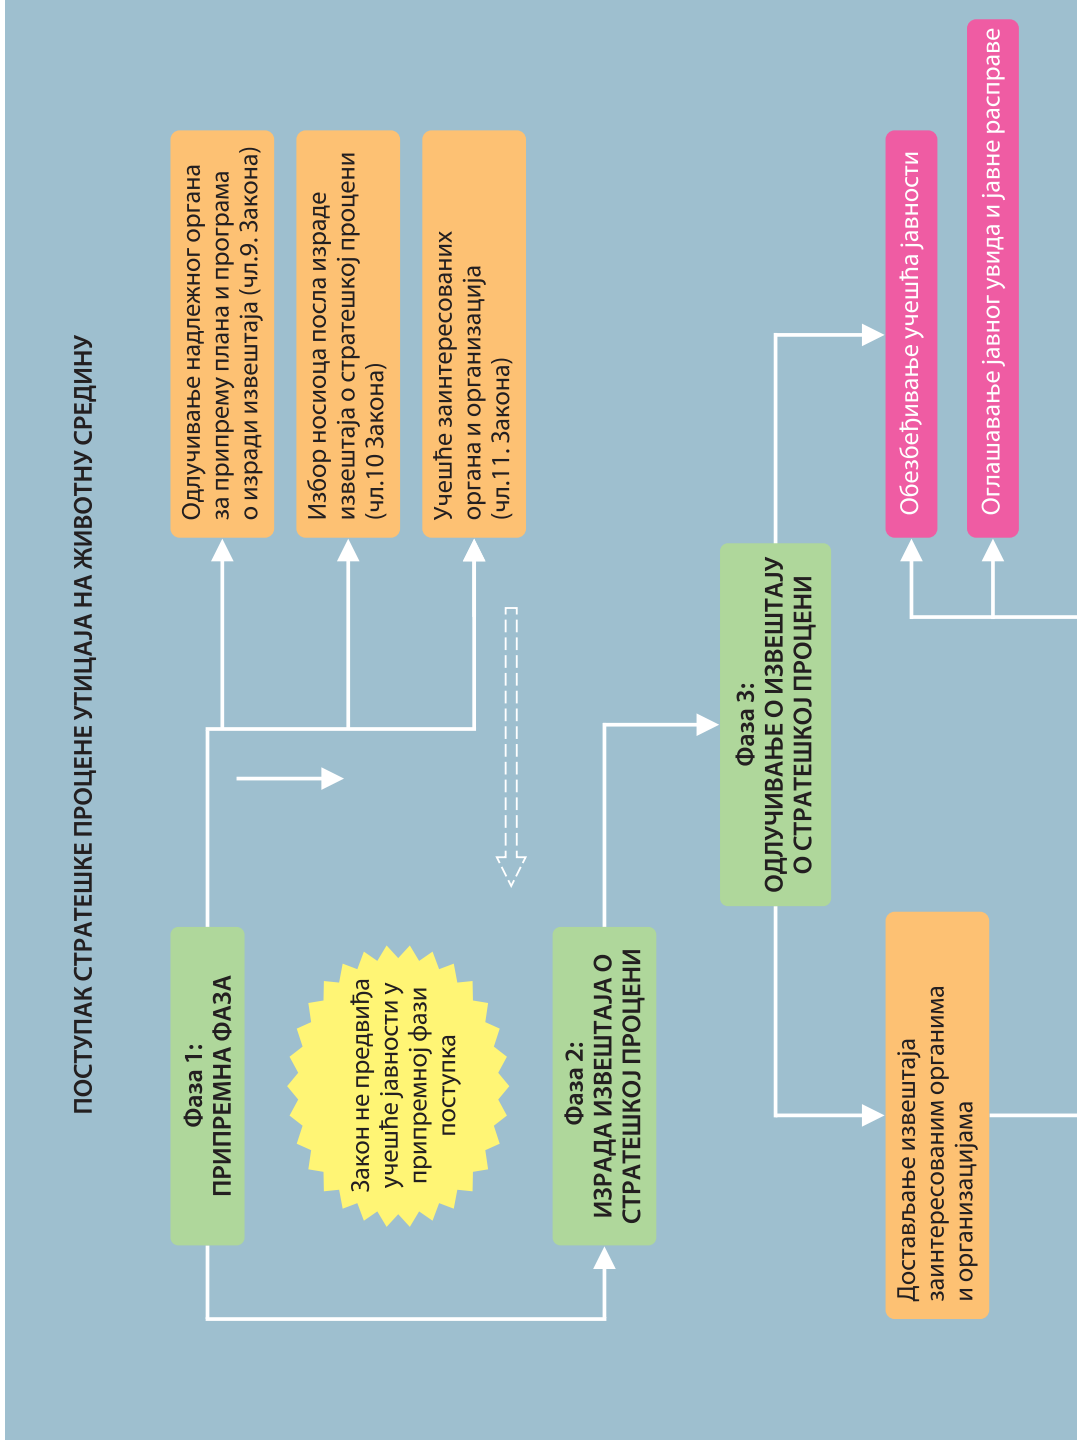 ПОСТУПАК СТРАТЕШКЕ ПРОЦЕНЕ УТИЦАЈА НА ЖИВОТНУ СРЕДИНУ
Фаза 1:
ПРИПРЕМНА ФАЗА
Одлучивање надлежног органа
за припрему плана и програма
о изради извештаја (чл.9. Закона)
Избор носиоца посла израде
извештаја о стратешкој процени
(чл.10 Закона)
Учешће заинтересованих
органа и организација
(чл.11. Закона)
Закон не предвиђа
учешће јавности у
припремној фази
поступка
Фаза 2:
ИЗРАДА ИЗВЕШТАЈА О
СТРАТЕШКОЈ ПРОЦЕНИ
Фаза 3:
ОДЛУЧИВАЊЕ О ИЗВЕШТАЈУ
О СТРАТЕШКОЈ ПРОЦЕНИ
Достављање извештаја
заинтересованим органима
и организацијама
Обезбеђивање учешћа јавности
Оглашавање јавног увида и јавне расправе